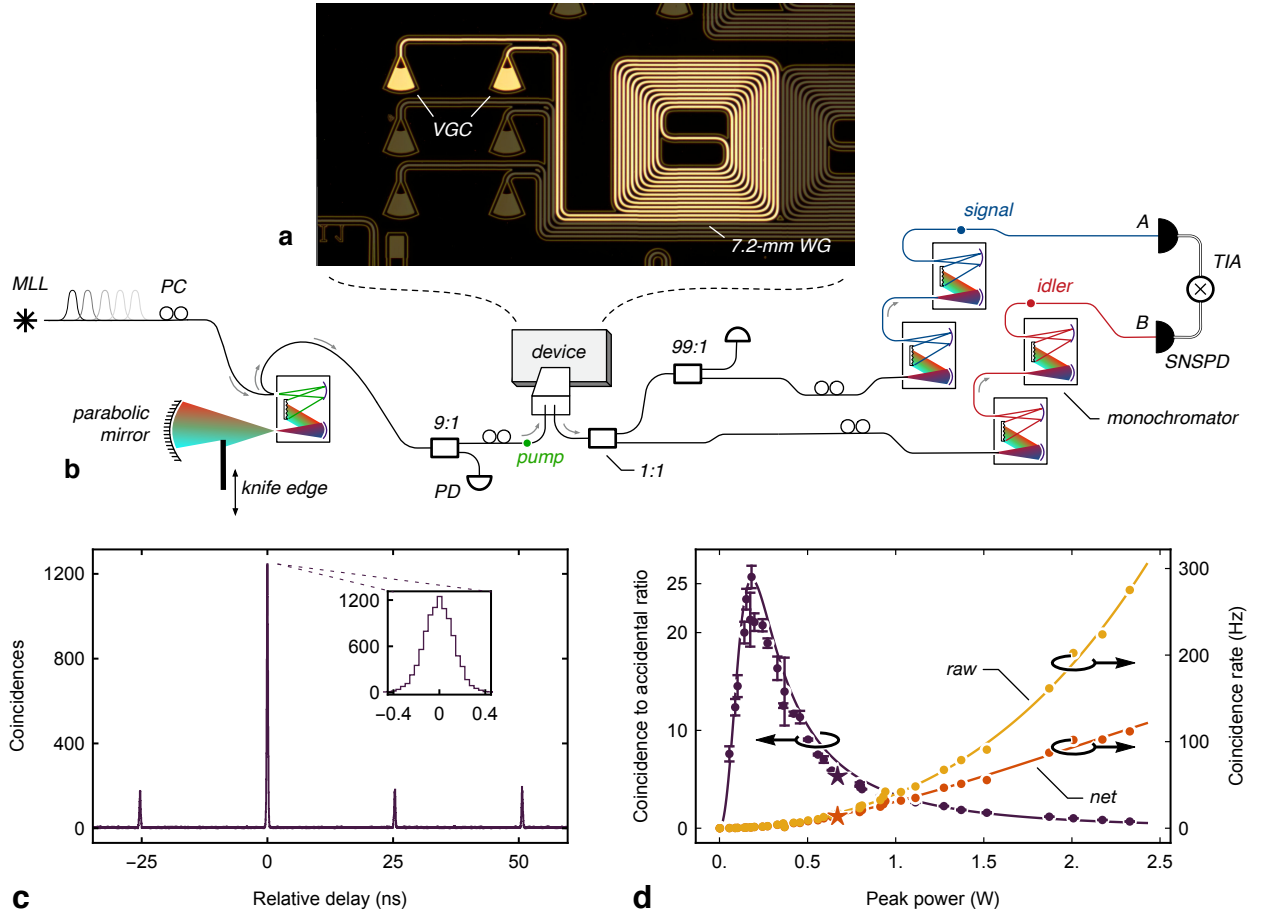 VGC
7.2-mm WG
a
MLL
PC
signal
A
TIA
idler
B
SNSPD
device
99:1
monochromator
parabolic
mirror
9:1
pump
1:1
PD
knife edge
b
Coincidences
1200
800
400
0
−25
0
25
50
Relative delay (ns)
1200
600
0
−0.4
0
0.4
c
Coincidence to accidental ratio
25
20
15
10
5
0
raw
net
300
200
100
0
Coincidence rate (Hz)
0.
0.5
1.
1.5
2.
2.5
Peak power (W)
d